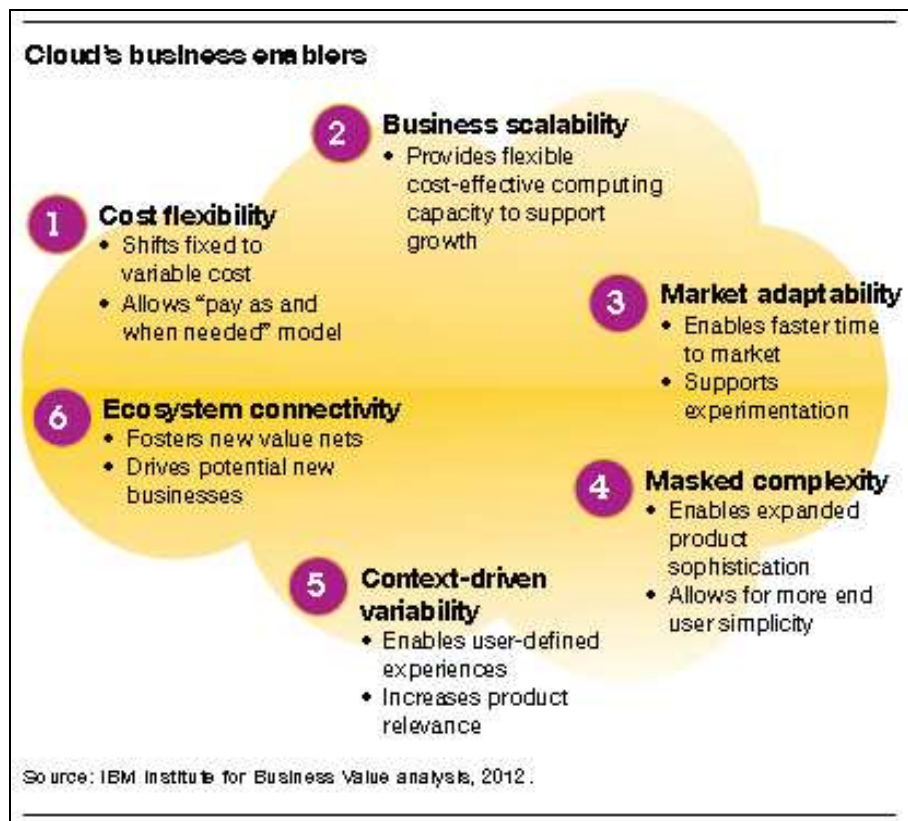 Cloud's business enablers
1
Cost flexibility
• Shifts fixed to
variable cost
• Allows "pay as and
when needed" model
2
Business scalability
• Provides flexible
cost-effective computing
capacity to support
growth
3
Market adaptability
• Enables faster time
to market
• Supports
experimentation
4
Masked complexity
• Enables expanded
product
sophistication
• Allows for more end
user simplicity
5
Context-driven
variability
• Enables user-defined
experiences
• Increases product
relevance
6
Ecosystem connectivity
• Fosters new value nets
• Drives potential new
businesses
Source: IBM Institute for Business Value analysis, 2012.